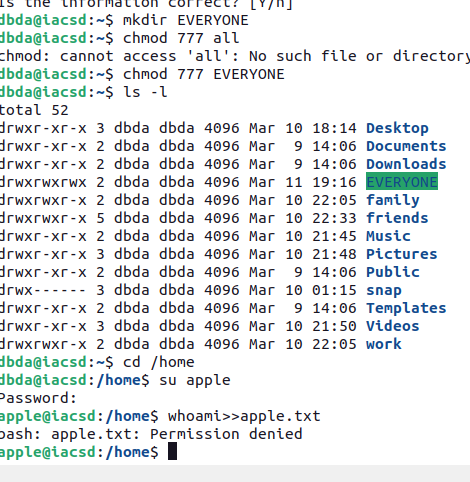 is the information correct? [Y/n]
dbda@iacsd:~$ mkdir EVERYONE
dbda@iacsd:~$ chmod 777 all
chmod: cannot access 'all': No such file or directory
dbda@iacsd:~$ chmod 777 EVERYONE
dbda@iacsd:~$ ls -l
total 52
drwxr-xr-x 3 dbda dbda 4096 Mar 10 18:14 Desktop
drwxr-xr-x 2 dbda dbda 4096 Mar  9 14:06 Documents
drwxr-xr-x 2 dbda dbda 4096 Mar  9 14:06 Downloads
drwxrwxrwx 2 dbda dbda 4096 Mar 11 19:16 EVERYONE
drwxr-xr-x 2 dbda dbda 4096 Mar 10 22:05 family
drwxrwxr-x 5 dbda dbda 4096 Mar 10 22:33 friends
drwxr-xr-x 2 dbda dbda 4096 Mar 10 21:45 Music
drwxr-xr-x 3 dbda dbda 4096 Mar 10 21:48 Pictures
drwxr-xr-x 2 dbda dbda 4096 Mar  9 14:06 Public
drwx------ 3 dbda dbda 4096 Mar 10 01:15 snap
drwxr-xr-x 2 dbda dbda 4096 Mar  9 14:06 Templates
drwxr-xr-x 3 dbda dbda 4096 Mar 10 21:50 Videos
drwxr-xr-x 2 dbda dbda 4096 Mar 10 22:05 work
dbda@iacsd:~$ cd /home
dbda@iacsd:/home$ su apple
Password:
apple@iacsd:/home$ whoami>>apple.txt
bash: apple.txt: Permission denied
apple@iacsd:/home$